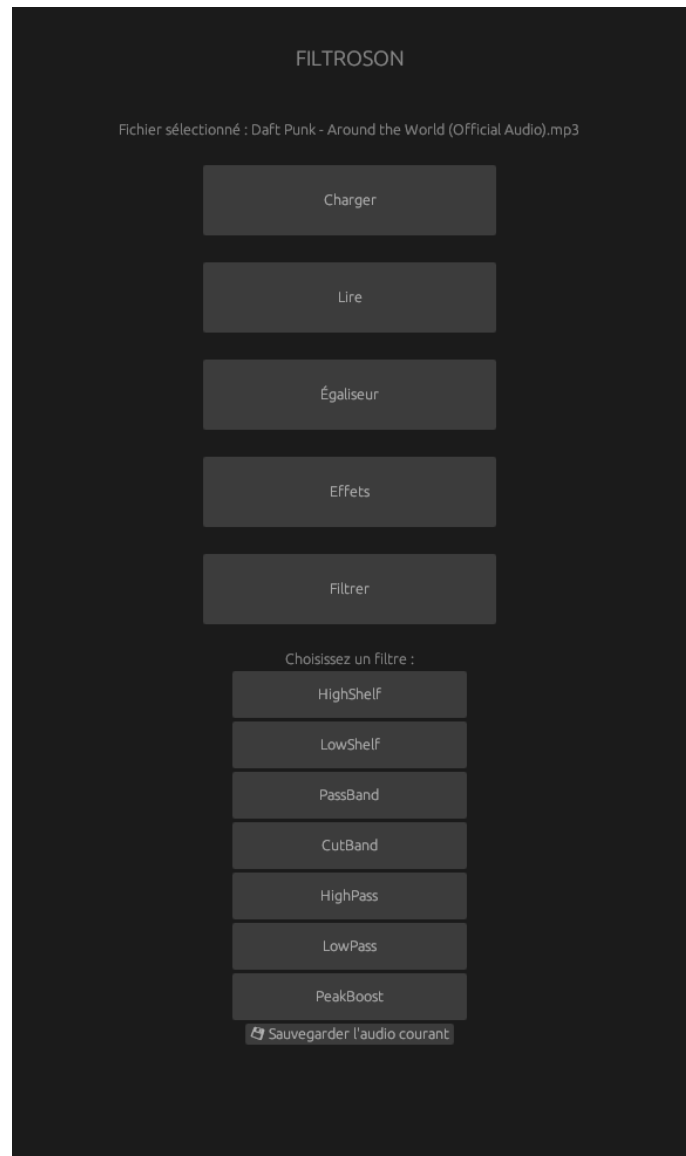 FILTROSON
Fichier sélectionné : Daft Punk - Around the World (Official Audio).mp3
Charger
Lire
Égaliseur
Effets
Filtrer
Choisissez un filtre :
HighShelf
LowShelf
PassBand
CutBand
HighPass
LowPass
PeakBoost
Sauvegarder l'audio courant